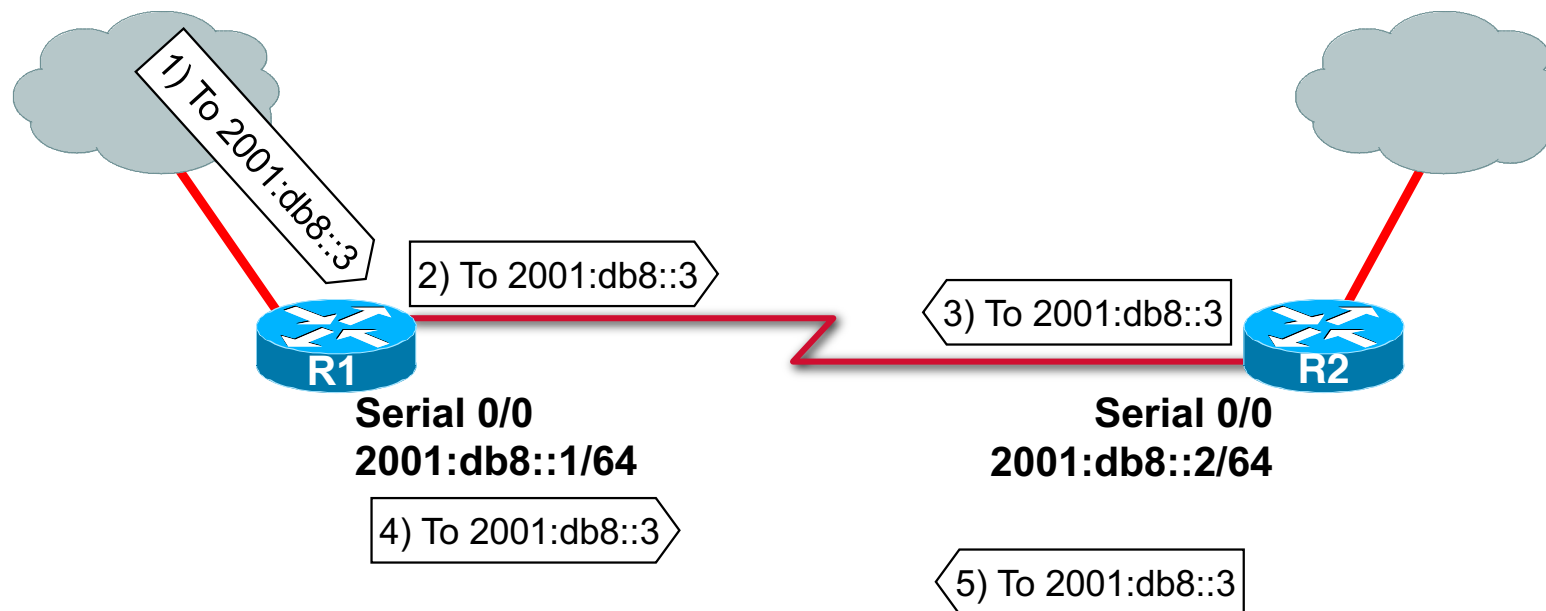 1) To 2001:db8::3
2) To 2001:db8::3
3) To 2001:db8::3
R1
R2
Serial 0/0
2001:db8::1/64
Serial 0/0
2001:db8::2/64
4) To 2001:db8::3
5) To 2001:db8::3